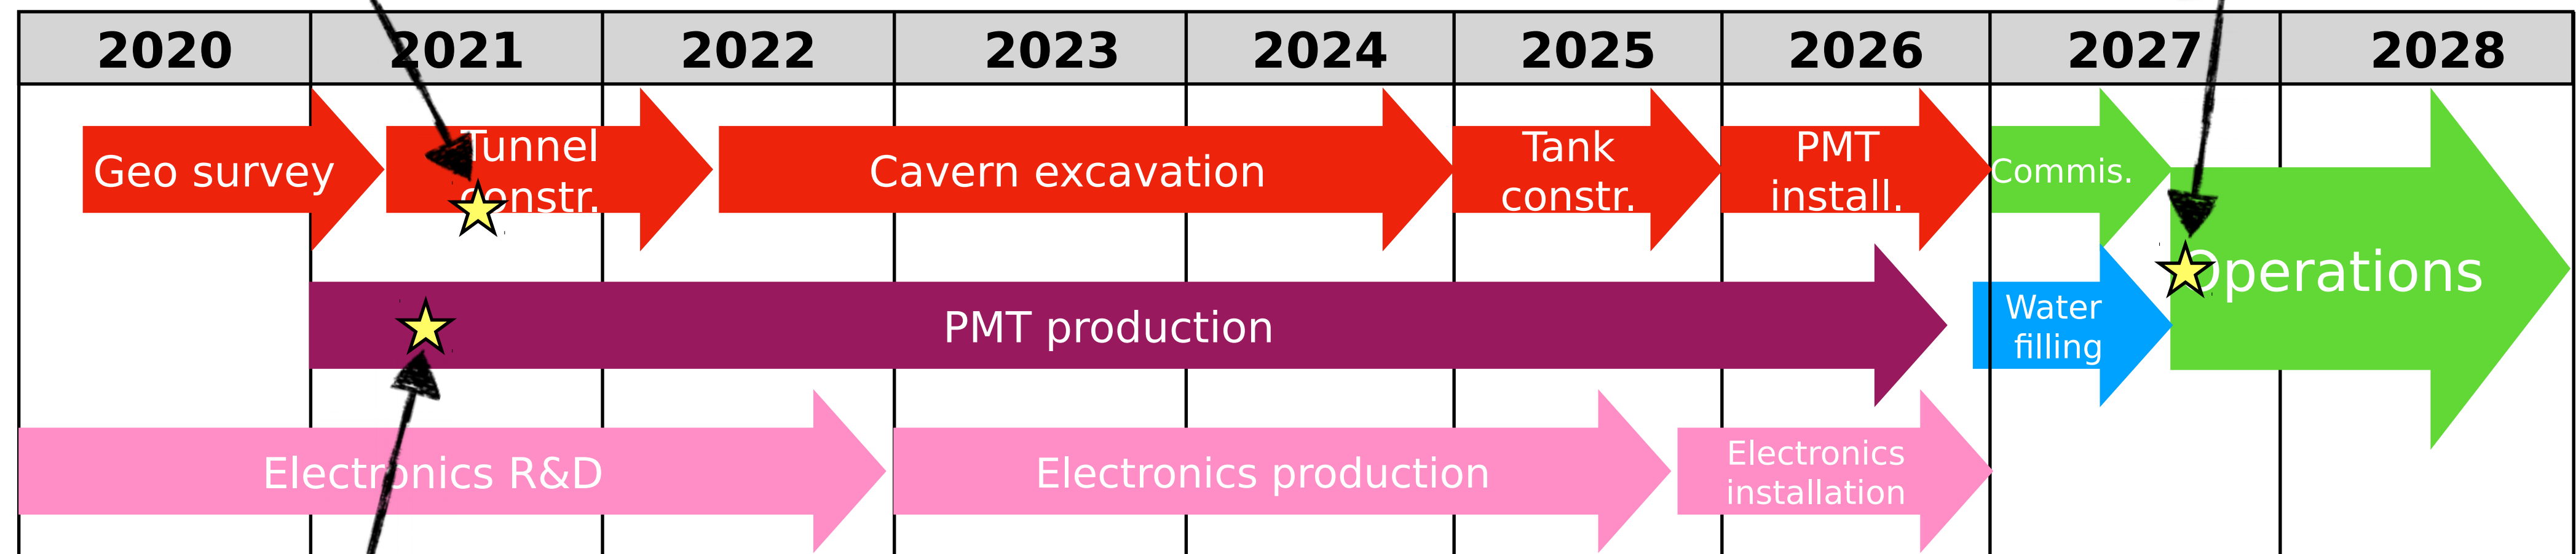 2020 2021 2022 2023 2024 2025 2026 2027 2028
Geo survey
Tunnel
constr.
Cavern excavation
Tank
constr.
PMT
install.
Commis.
Operations
PMT production
Water
filling
Electronics R&D
Electronics production
Electronics
installation